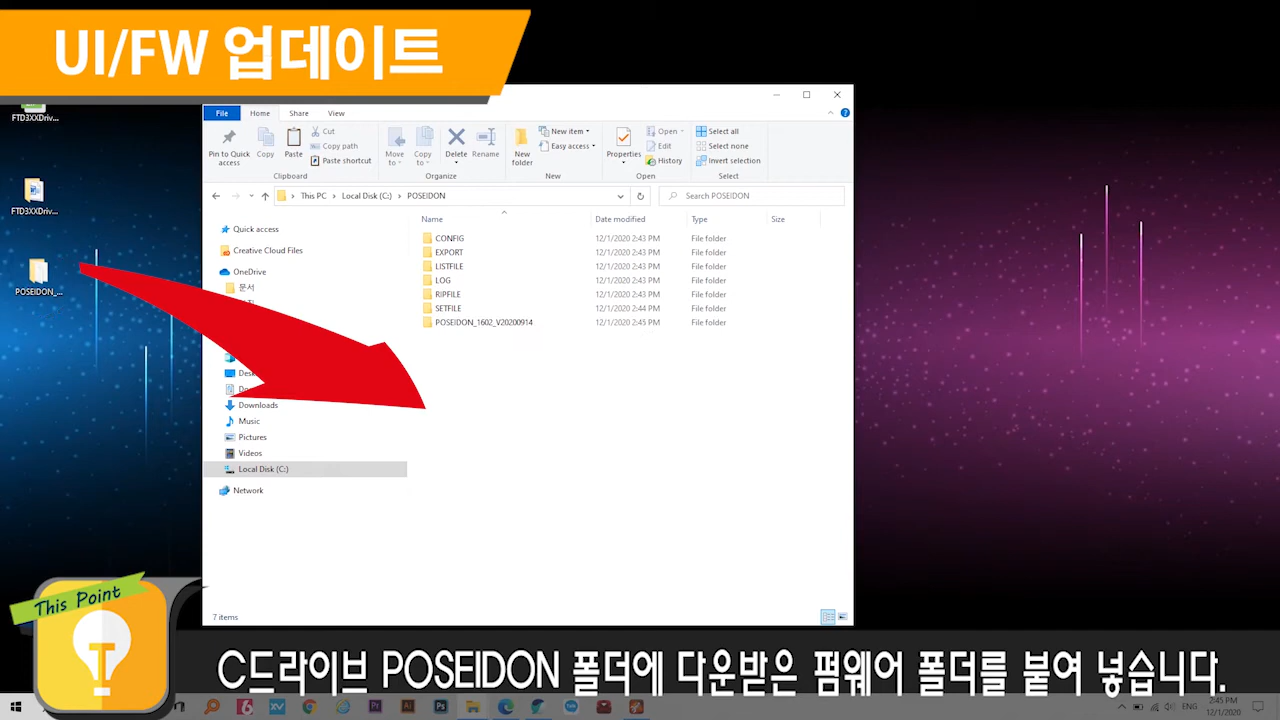 UI/FW 업데이트
FTD3XXDriv...
FTD3XXDriv...
POSEIDON_...
File
Home
Share
View
Pin to Quick access
Copy
Paste
Cut
Copy path
Paste shortcut
Clipboard
Move to
Copy to
Delete
Rename
Organize
New folder
New item
Easy access
New
Properties
Open
Edit
History
Open
Select all
Select none
Invert selection
Select
This PC > Local Disk (C:) > POSEIDON
Search POSEIDON
Name Date modified Type Size
CONFIG 12/1/2020 2:43 PM File folder
EXPORT 12/1/2020 2:43 PM File folder
LISTFILE 12/1/2020 2:43 PM File folder
LOG 12/1/2020 2:43 PM File folder
RIPFILE 12/1/2020 2:43 PM File folder
SETFILE 12/1/2020 2:44 PM File folder
POSEIDON_1602_V20200914 12/1/2020 2:45 PM File folder
Quick access
Creative Cloud Files
OneDrive
문서
Downloads
Music
Pictures
Videos
Local Disk (C:)
Network
7 items
This Point
C드라이브 POSEIDON 폴더에 다운받은 펌웨어 폴더를 붙여 넣습니다.
ENG
2:45 PM
12/1/2020